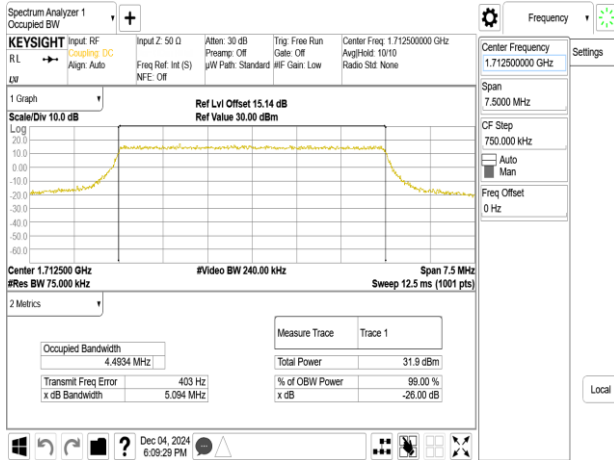 Spectrum Analyzer 1
Occupied BW
Frequency
KEYSIGHT
RL
LXI
Input: RF
Coupling: DC
Align: Auto
Input Z: 50 Ω
Freq Ref: Int (S)
NFE: Off
Atten: 30 dB
Preamp: Off
µW Path: Standard
Trig: Free Run
Gate: Off
#IF Gain: Low
Center Freq: 1.712500000 GHz
Avg|Hold: 10/10
Radio Std: None
Center Frequency
1.712500000 GHz
Settings
Span
7.5000 MHz
CF Step
750.000 kHz
Auto
Man
Freq Offset
0 Hz
Local
1 Graph
Scale/Div 10.0 dB
Ref Lvl Offset 15.14 dB
Ref Value 30.00 dBm
Log
20.0
10.0
0.00
-10.0
-20.0
-30.0
-40.0
-50.0
-60.0
Center 1.712500 GHz
#Video BW 240.00 kHz
Span 7.5 MHz
#Res BW 75.000 kHz
Sweep 12.5 ms (1001 pts)
2 Metrics
Occupied Bandwidth
4.4934 MHz
Transmit Freq Error 403 Hz
x dB Bandwidth 5.094 MHz
Measure Trace Trace 1
Total Power 31.9 dBm
% of OBW Power 99.00 %
x dB -26.00 dB
?
Dec 04, 2024
6:09:29 PM